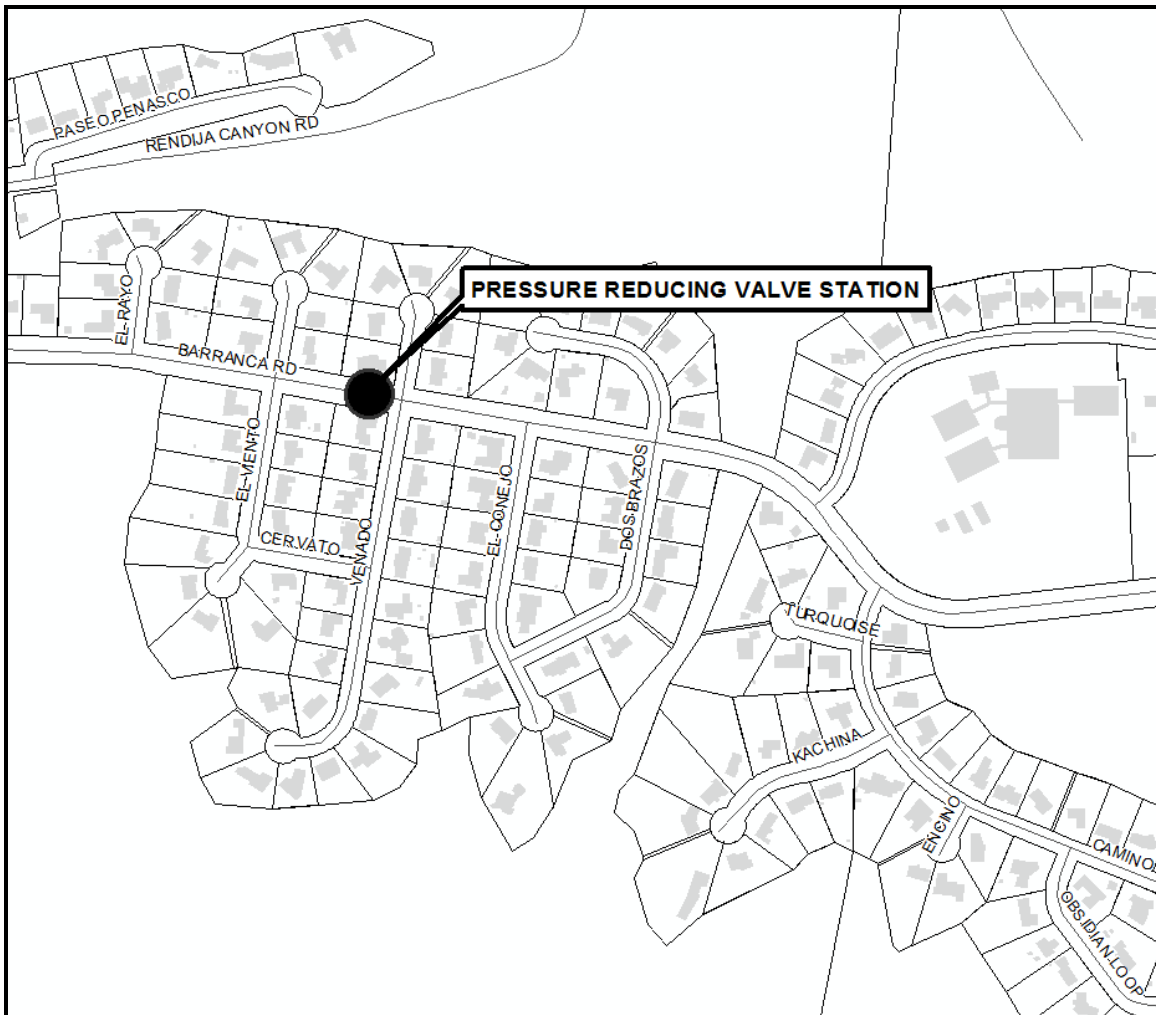 PASEO PENASCO
RENDIJA CANYON RD
PRESSURE REDUCING VALVE STATION
EL RAYO
BARRANCA RD
EL VIENTO
CERVATO
VENADO
EL CONEJO
DOS BRAZOS
TURQUOISE
KACHINA
ENCINO
CAMINO
OBSIDIAN LOOP